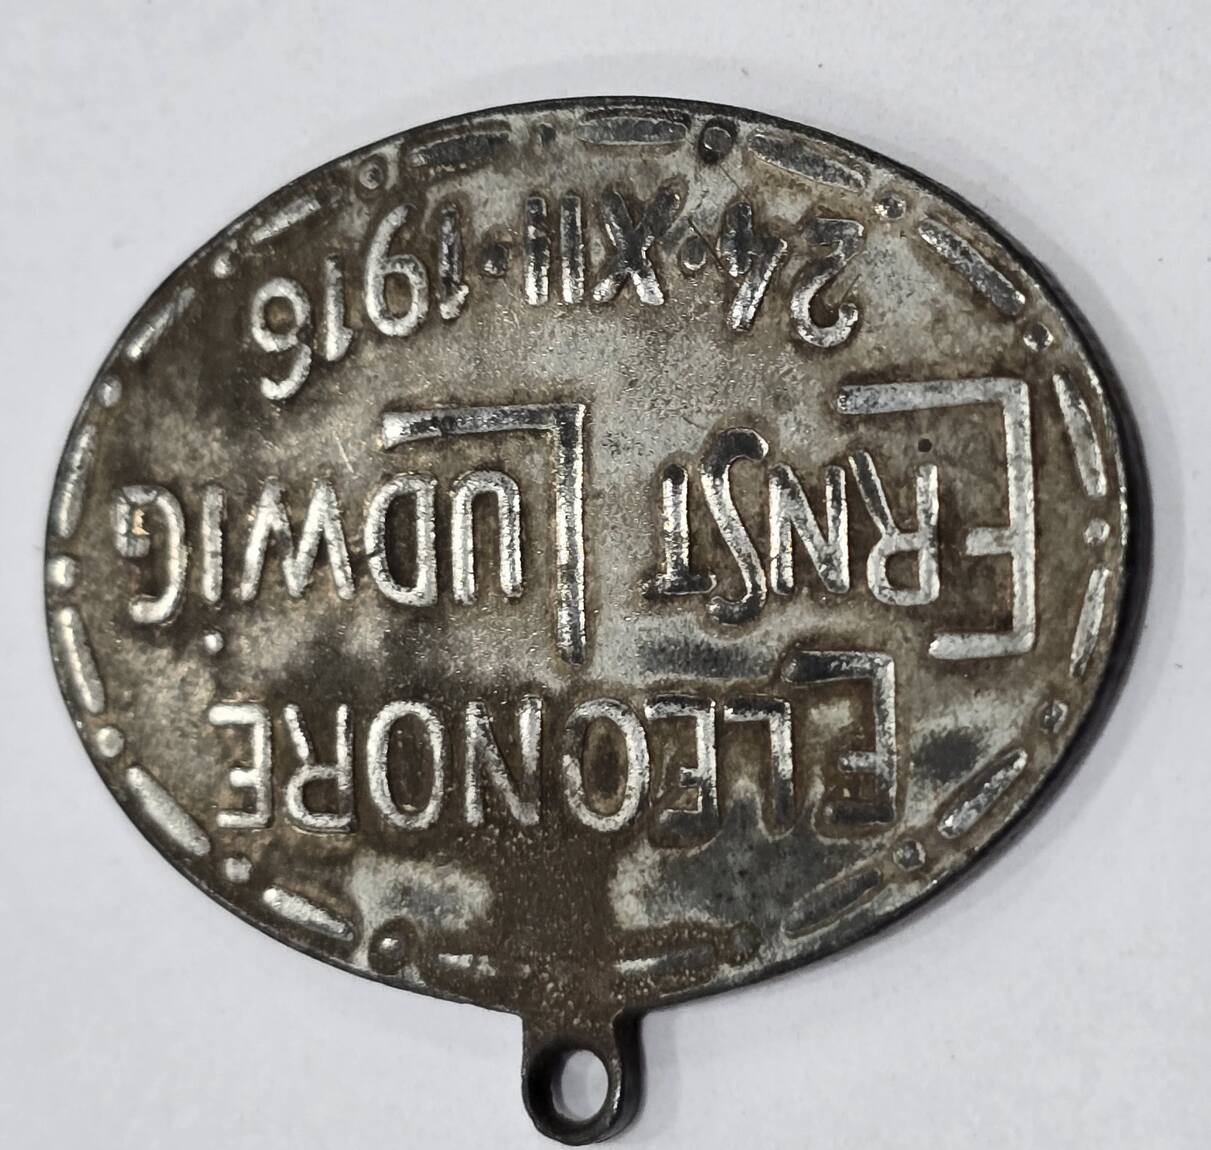 ELEONORE
ERNST LUDWIG
24·XII·1916